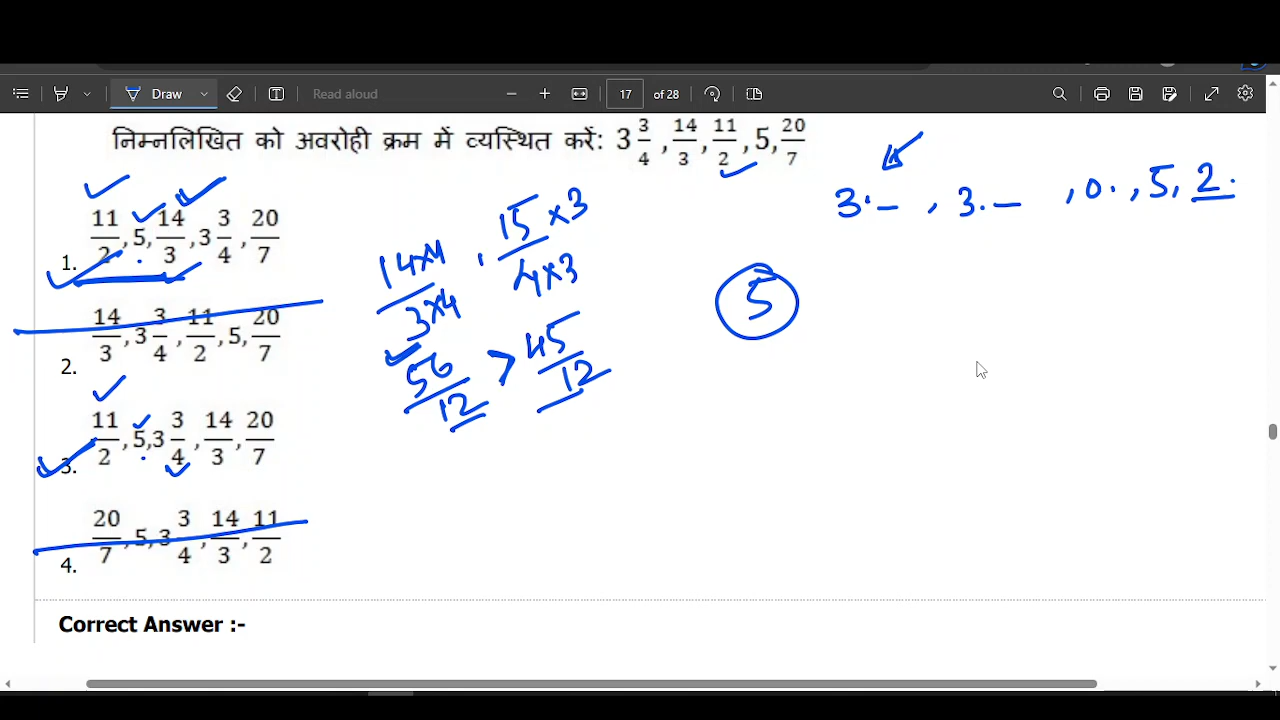 Draw Read aloud 17 of 28
निम्नलिखित को अवरोही क्रम में व्यस्थित करें: 3 3/4, 14/3, 11/2, 5, 20/7
3. _ , 3. _ , 0. , 5, 2.
1. 11/2, 5, 14/3, 3 3/4, 20/7
14×4/3×4 , 15×3/4×3
5
2. 14/3, 3 3/4, 11/2, 5, 20/7
56/12 > 45/12
3. 11/2, 5, 3 3/4, 14/3, 20/7
4. 20/7, 5, 3 3/4, 14/3, 11/2
Correct Answer :-